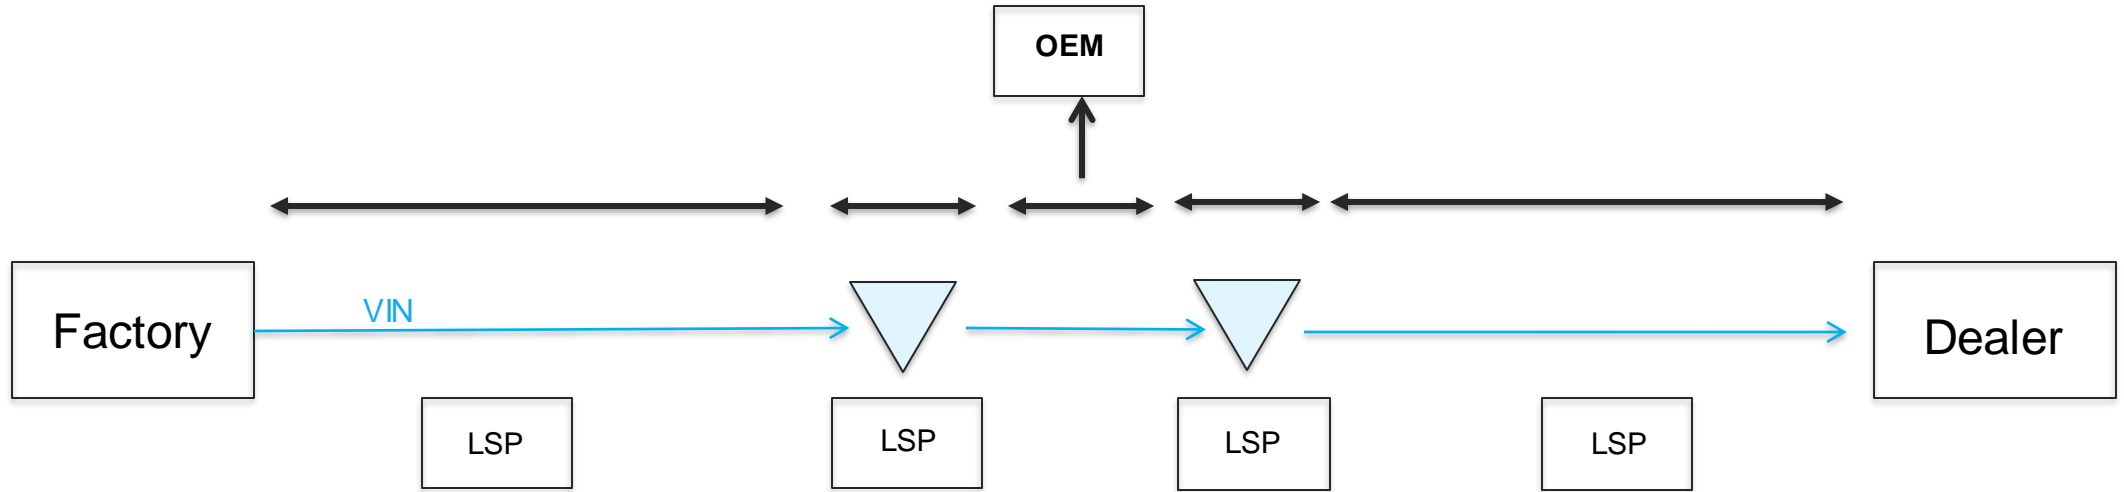 OEM
VIN
Factory
Dealer
LSP
LSP
LSP
LSP